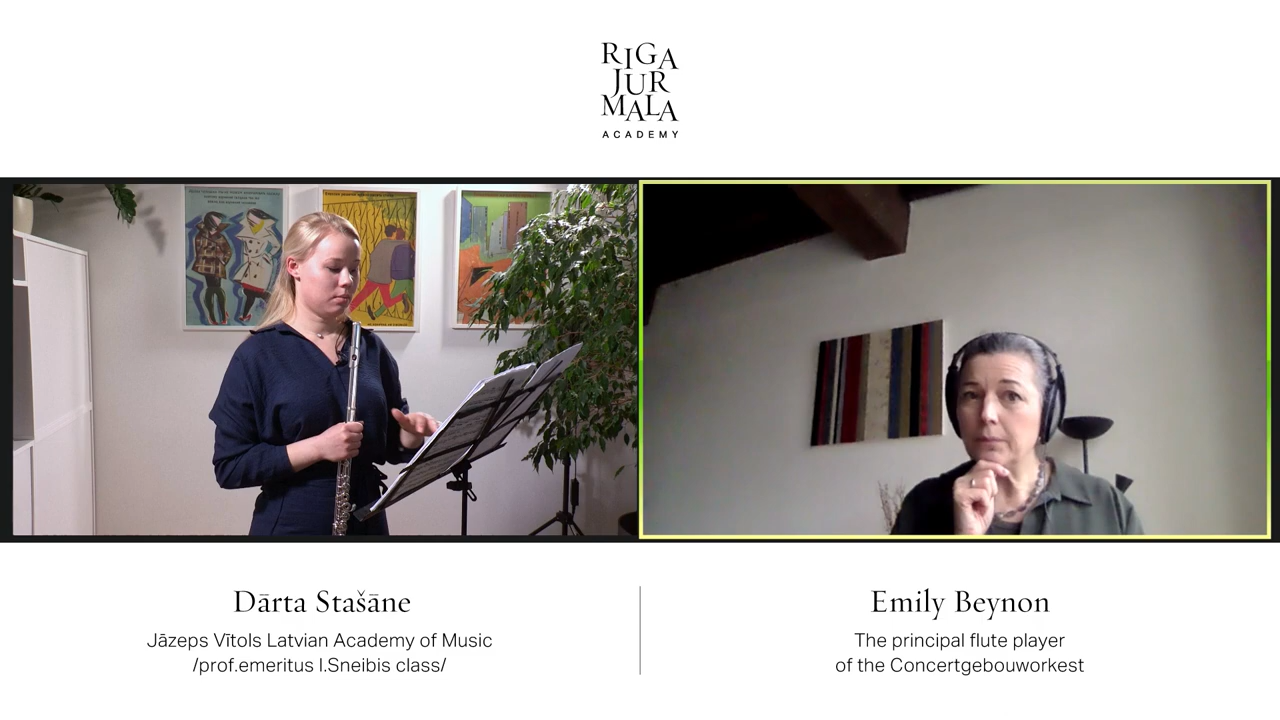 RIGA
JUR
MALA
ACADEMY
Dārta Stašāne
Jāzeps Vītols Latvian Academy of Music
/prof.emeritus I.Sneibis class/
Emily Beynon
The principal flute player
of the Concertgebouworkest